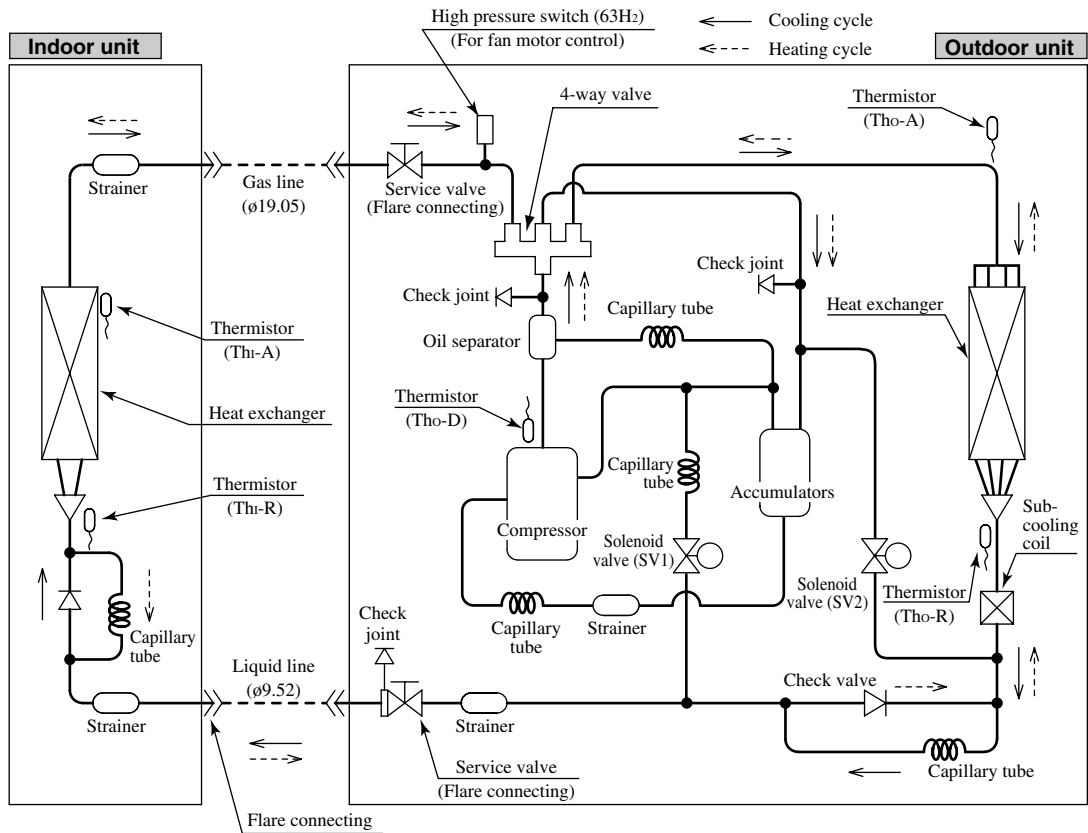 High pressure switch (63H2)
(For fan motor control)
Cooling cycle
Heating cycle
Indoor unit
Outdoor unit
4-way valve
Thermistor
(Tho-A)
Strainer
Gas line
(ø19.05)
Service valve
(Flare connecting)
Check joint
Check joint
Capillary tube
Heat exchanger
Thermistor
(ThI-A)
Oil separator
Heat exchanger
Thermistor
(Tho-D)
Capillary
tube
Accumulators
Thermistor
(ThI-R)
Compressor
Sub-
cooling
coil
Solenoid
valve (SV1)
Solenoid
valve (SV2)
Thermistor
(Tho-R)
Capillary
tube
Check
joint
Capillary
tube
Strainer
Liquid line
(ø9.52)
Check valve
Strainer
Strainer
Service valve
(Flare connecting)
Capillary tube
Flare connecting